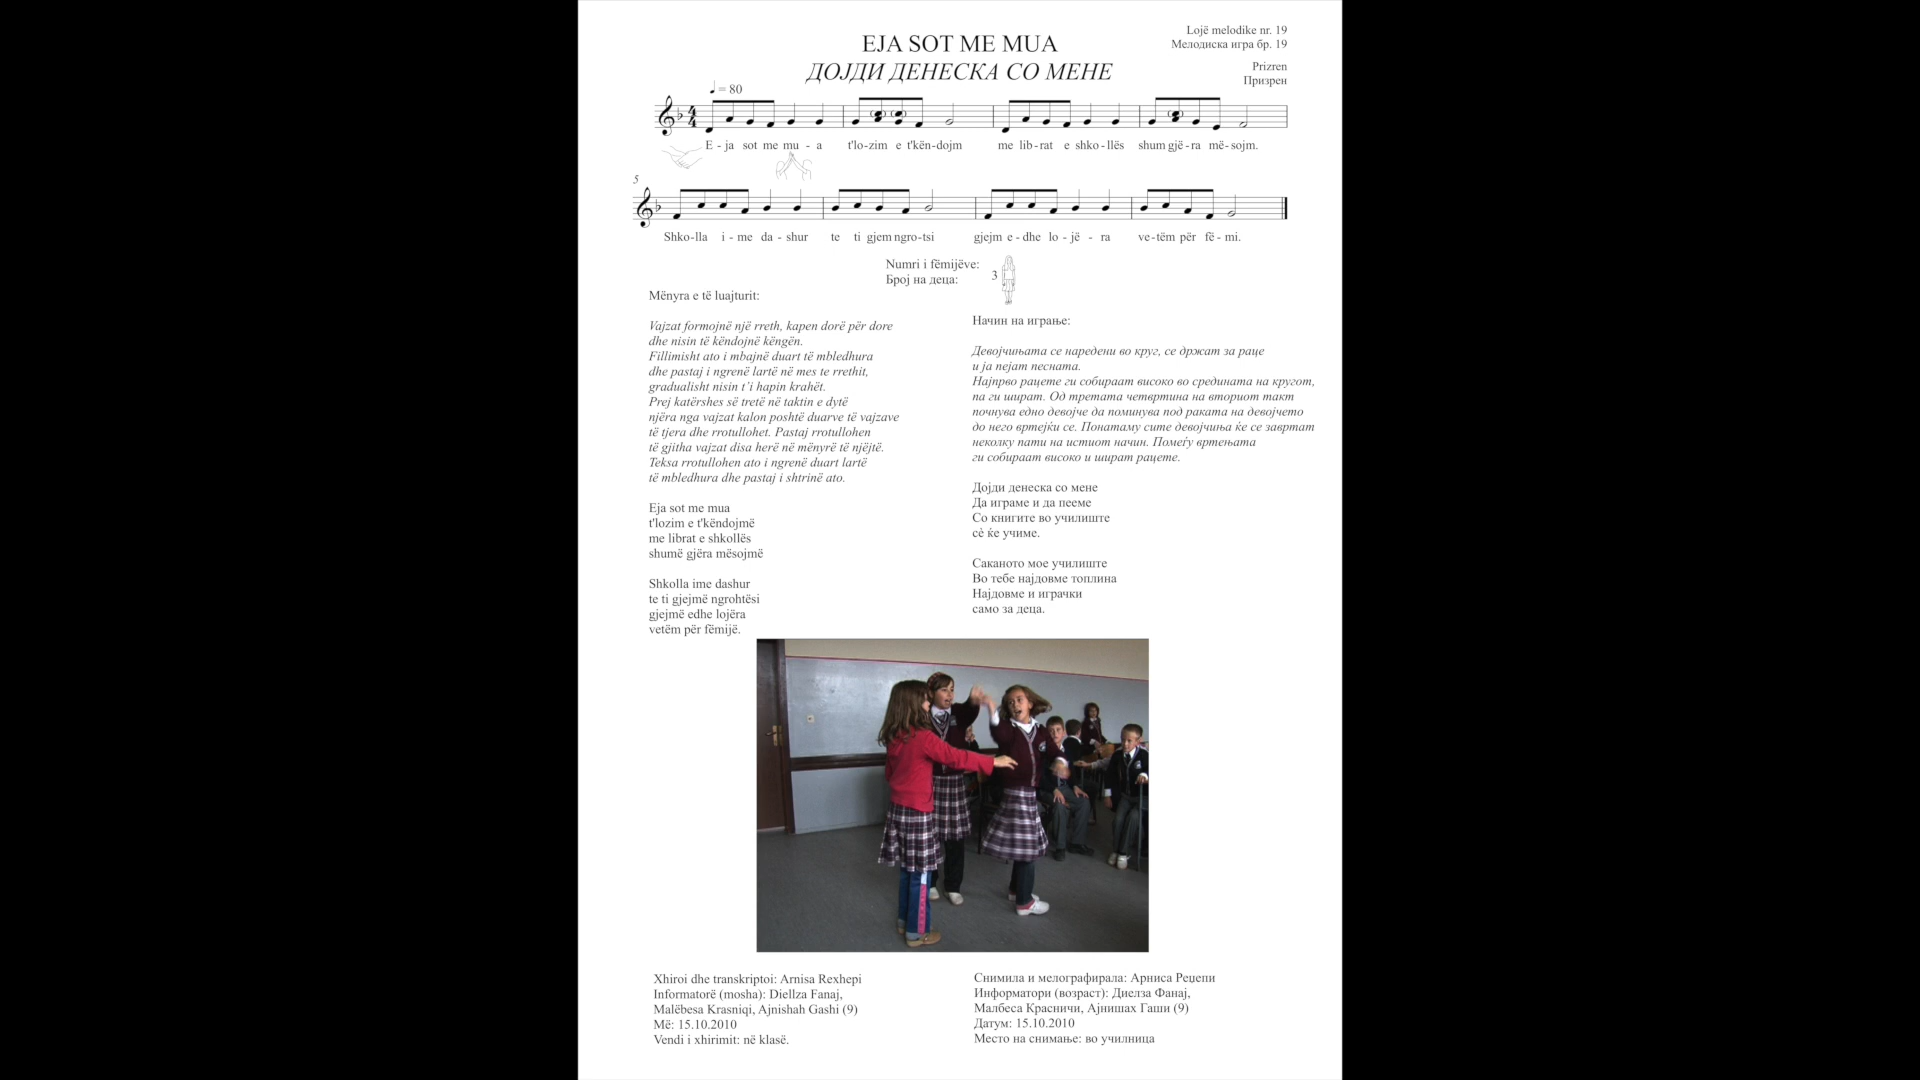 Lojë melodike nr. 19
Мелодиска игра бр. 19
EJA SOT ME MUA
ДОЈДИ ДЕНЕСКА СО МЕНЕ
Prizren
Призрен
= 80
4
4
E - ja sot me mu - a t'lo-zim e t'kën-dojm me lib-rat e shko-llës shum gjë-ra më-sojm.
5
Shko-lla i - me da - shur te ti gjem ngro-tsi gjejm e-dhe lo - jë - ra ve-tëm për fë - mi.
Numri i fëmijëve:
Број на деца:
3
Mënyra e të luajturit:
Vajzat formojnë një rreth, kapen dorë për dore
dhe nisin të këndojnë këngën.
Fillimisht ato i mbajnë duart të mbledhura
dhe pastaj i ngrenë lartë në mes te rrethit,
gradualisht nisin t'i hapin krahët.
Prej katërshes së tretë në taktin e dytë
njëra nga vajzat kalon poshtë duarve të vajzave
të tjera dhe rrotullohet. Pastaj rrotullohen
të gjitha vajzat disa herë në mënyrë të njëjtë.
Teksa rrotullohen ato i ngrenë duart lartë
të mbledhura dhe pastaj i shtrinë ato.
Eja sot me mua
t'lozim e t'këndojmë
me librat e shkollës
shumë gjëra mësojmë
Shkolla ime dashur
te ti gjejmë ngrohtësi
gjejmë edhe lojëra
vetëm për fëmijë.
Начин на играње:
Девојчињата се наредени во круг, се држат за раце
и ја пејат песната.
Најпрво рацете ги собираат високо во средината на кругот,
па ги шират. Од третата четвртина на вториот такт
почнува едно девојче да поминува под раката на девојчето
до него вртејќи се. Понатаму сите девојчиња ќе се завртат
неколку пати на истиот начин. Помеѓу вртењата
ги собираат високо и шират рацете.
Дојди денеска со мене
Да играме и да пееме
Со книгите во училиште
сè ќе учиме.
Саканото мое училиште
Во тебе најдовме топлина
Најдовме и играчки
само за деца.
Xhiroi dhe transkriptoi: Arnisa Rexhepi
Informatorë (mosha): Diellza Fanaj,
Malëbesa Krasniqi, Ajnishah Gashi (9)
Më: 15.10.2010
Vendi i xhirimit: në klasë.
Снимила и мелографирала: Арниса Реџепи
Информатори (возраст): Диелза Фанај,
Малбеса Красничи, Ајнишах Гаши (9)
Датум: 15.10.2010
Место на снимање: во училница